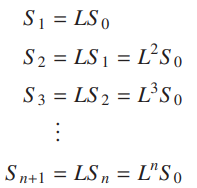 S₁ = LS₀
S₂ = LS₁ = L²S₀
S₃ = LS₂ = L³S₀
⋮
Sₙ₊₁ = LSₙ = LⁿS₀